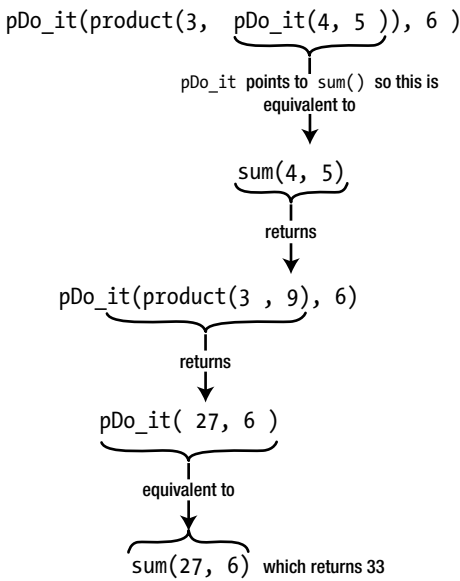 pDo_it(product(3, pDo_it(4, 5 )), 6 )
pDo_it points to sum() so this is
equivalent to
sum(4, 5)
returns
pDo_it(product(3 , 9), 6)
returns
pDo_it( 27, 6 )
equivalent to
sum(27, 6) which returns 33